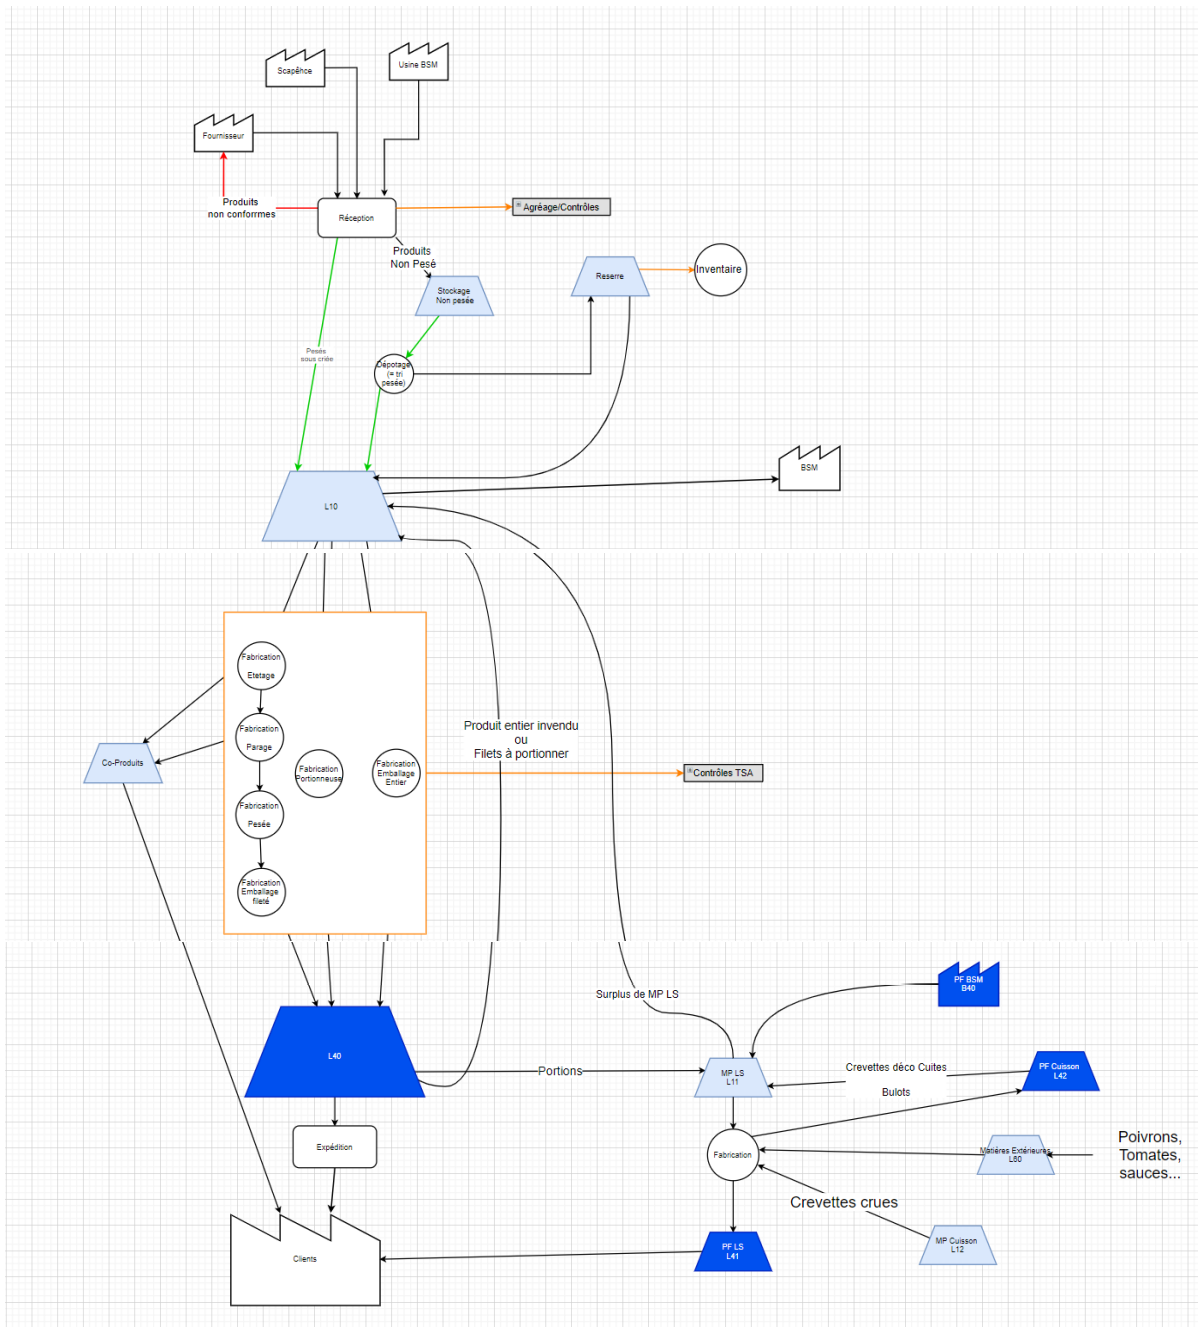 Usine BSM
Scapêhce
Fournisseur
Produits
non conforrmes
Réception
Agréage/Contrôles
Produits
Non Pesé
Stockage
Non pesée
Reserre
Inventaire
Pesés
sous criée
Dépotage
(= tri
pesée)
BSM
L10
Fabrication
Etetage
Fabrication
Parage
Fabrication
Pesée
Fabrication
Emballage
fileté
Fabrication
Portionneuse
Fabrication
Emballage
Entier
Co-Produits
Produit entier invendu
ou
Filets à portionner
Contrôles TSA
Surplus de MP LS
PF BSM
B40
L40
Portions
MP LS
L11
Crevettes déco Cuites
Bulots
PF Cuisson
L42
Expédition
Fabrication
Matières Extérieures
L60
Poivrons,
Tomates,
sauces...
Crevettes crues
MP Cuisson
L12
PF LS
L41
Clients